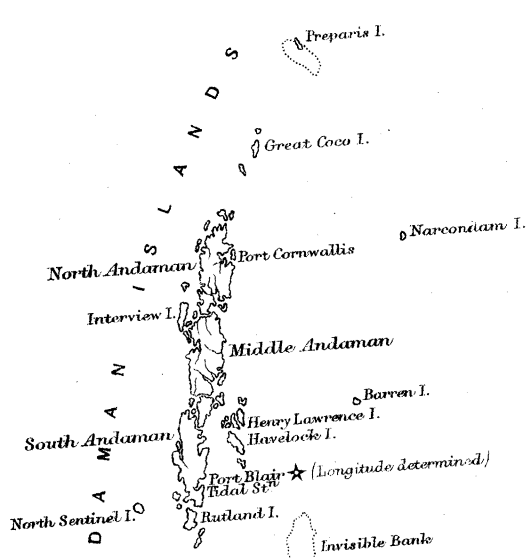 Preparis I.
Great Coco I.
Narcondam I.
North Andaman
Port Cornwallis
Interview I.
Middle Andaman
Barren I.
Henry Lawrence I.
Havelock I.
South Andaman
Port Blair ☆ (Longitude determined)
Tidal Stn
North Sentinel I.
Rutland I.
Invisible Bank
DAMAN ISLANDS